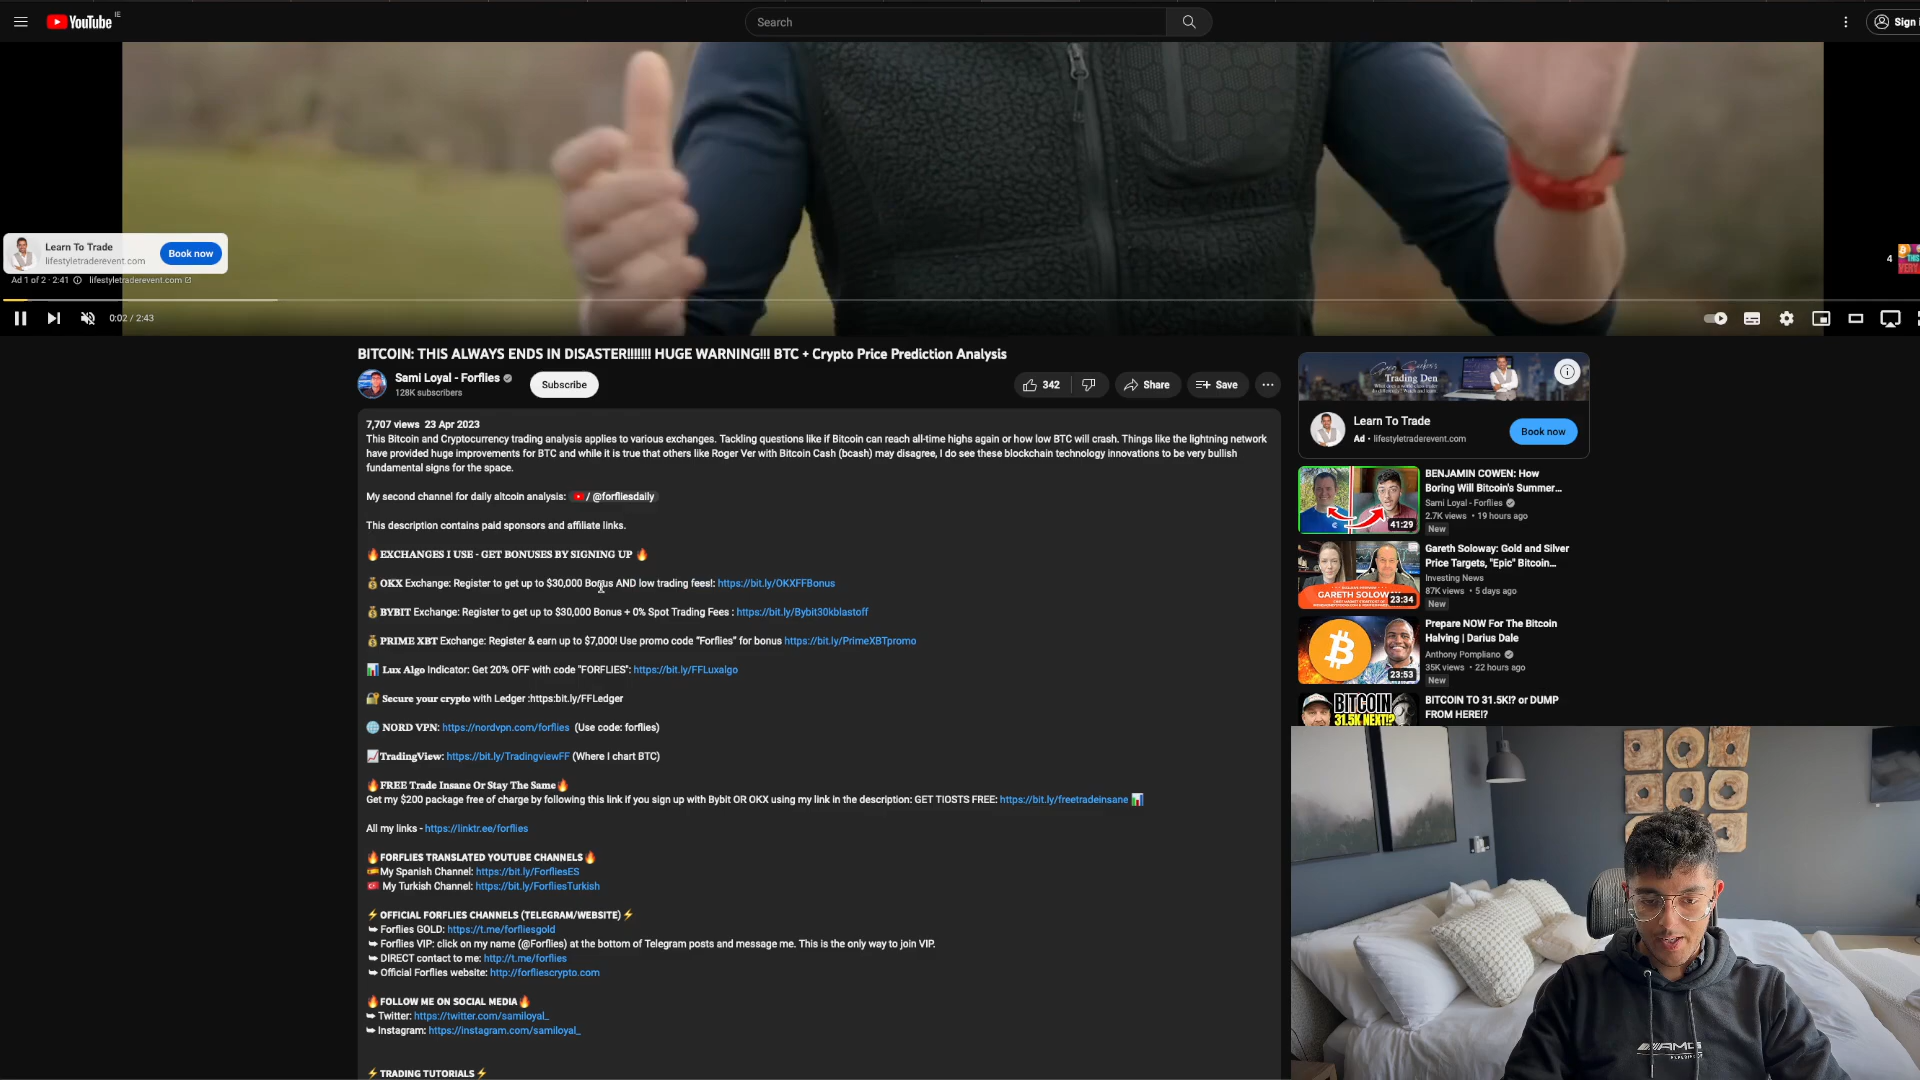 YouTube IE
Search
Sign i
Learn To Trade
lifestyletraderevent.com
Book now
Ad 1 of 2 · 2:41 lifestyletraderevent.com
4
0:02 / 2:43
BITCOIN: THIS ALWAYS ENDS IN DISASTER!!!!!!! HUGE WARNING!!! BTC + Crypto Price Prediction Analysis
Sami Loyal - Forflies
128K subscribers
Subscribe
342
Share
Save
7,707 views 23 Apr 2023
This Bitcoin and Cryptocurrency trading analysis applies to various exchanges. Tackling questions like if Bitcoin can reach all-time highs again or how low BTC will crash. Things like the lightning network
have provided huge improvements for BTC and while it is true that others like Roger Ver with Bitcoin Cash (bcash) may disagree, I do see these blockchain technology innovations to be very bullish
fundamental signs for the space.
My second channel for daily altcoin analysis: / @forfliesdaily
This description contains paid sponsors and affiliate links.
🔥EXCHANGES I USE - GET BONUSES BY SIGNING UP 🔥
💰OKX Exchange: Register to get up to $30,000 Bonus AND low trading fees!: https://bit.ly/OKXFFBonus
💰BYBIT Exchange: Register to get up to $30,000 Bonus + 0% Spot Trading Fees : https://bit.ly/Bybit30kblastoff
💰PRIME XBT Exchange: Register & earn up to $7,000! Use promo code "Forflies" for bonus https://bit.ly/PrimeXBTpromo
📊 Lux Algo Indicator: Get 20% OFF with code "FORFLIES": https://bit.ly/FFLuxalgo
🔐 Secure your crypto with Ledger :https:bit.ly/FFLedger
🌐 NORD VPN: https://nordvpn.com/forflies (Use code: forflies)
📈TradingView: https://bit.ly/TradingviewFF (Where I chart BTC)
🔥FREE Trade Insane Or Stay The Same🔥
Get my $200 package free of charge by following this link if you sign up with Bybit OR OKX using my link in the description: GET TIOSTS FREE: https://bit.ly/freetradeinsane 📊
All my links - https://linktr.ee/forflies
🔥FORFLIES TRANSLATED YOUTUBE CHANNELS🔥
🇪🇸My Spanish Channel: https://bit.ly/ForfliesES
🇹🇷 My Turkish Channel: https://bit.ly/ForfliesTurkish
⚡OFFICIAL FORFLIES CHANNELS (TELEGRAM/WEBSITE)⚡
➥ Forflies GOLD: https://t.me/forfliesgold
➥ Forflies VIP: click on my name (@Forflies) at the bottom of Telegram posts and message me. This is the only way to join VIP.
➥ DIRECT contact to me: http://t.me/forflies
➥ Official Forflies website: http://forfliescrypto.com
🔥FOLLOW ME ON SOCIAL MEDIA🔥
➥ Twitter: https://twitter.com/samiloyal_
➥ Instagram: https://instagram.com/samiloyal_
⚡TRADING TUTORIALS⚡
Trading Den
Learn To Trade
Ad · lifestyletraderevent.com
Book now
BENJAMIN COWEN: How
Boring Will Bitcoin's Summer...
Sami Loyal - Forflies
2.7K views · 19 hours ago
New
41:29
Gareth Soloway: Gold and Silver
Price Targets, "Epic" Bitcoin...
Investing News
87K views · 5 days ago
New
GARETH SOLOWAY
23:34
Prepare NOW For The Bitcoin
Halving | Darius Dale
Anthony Pompliano
35K views · 22 hours ago
New
23:53
BITCOIN TO 31.5K!? or DUMP
FROM HERE!?
BITCOIN
31.5K NEXT!?
AMG